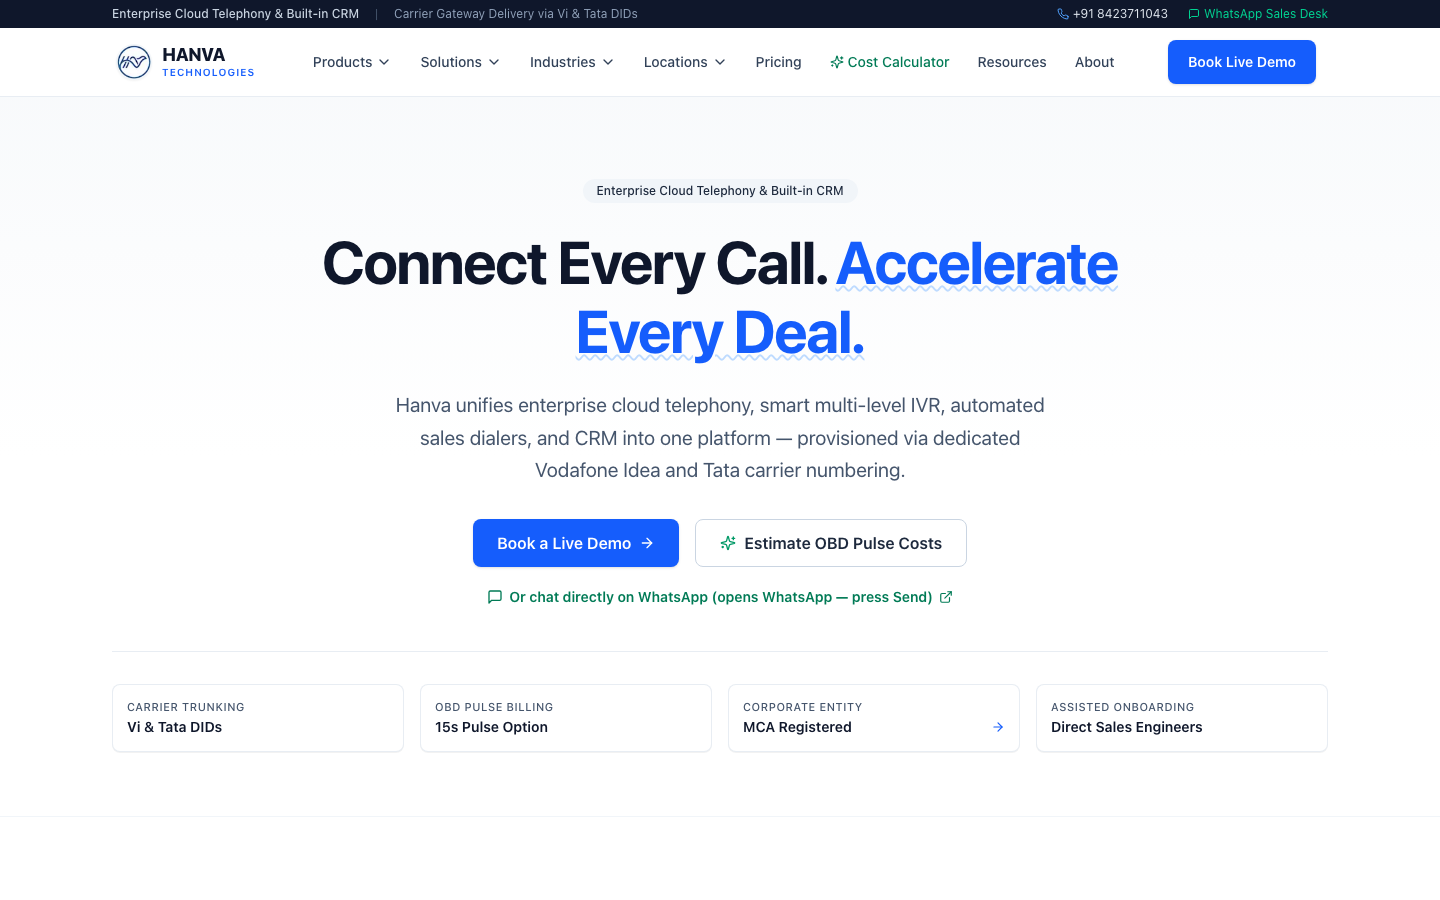 Enterprise Cloud Telephony & Built-in CRM | Carrier Gateway Delivery via Vi & Tata DIDs
+91 8423711043 WhatsApp Sales Desk
HANVA
TECHNOLOGIES
Products Solutions Industries Locations Pricing Cost Calculator Resources About Book Live Demo
Enterprise Cloud Telephony & Built-in CRM
Connect Every Call. Accelerate
Every Deal.
Hanva unifies enterprise cloud telephony, smart multi-level IVR, automated
sales dialers, and CRM into one platform — provisioned via dedicated
Vodafone Idea and Tata carrier numbering.
Book a Live Demo
Estimate OBD Pulse Costs
Or chat directly on WhatsApp (opens WhatsApp — press Send)
CARRIER TRUNKING
Vi & Tata DIDs
OBD PULSE BILLING
15s Pulse Option
CORPORATE ENTITY
MCA Registered
ASSISTED ONBOARDING
Direct Sales Engineers